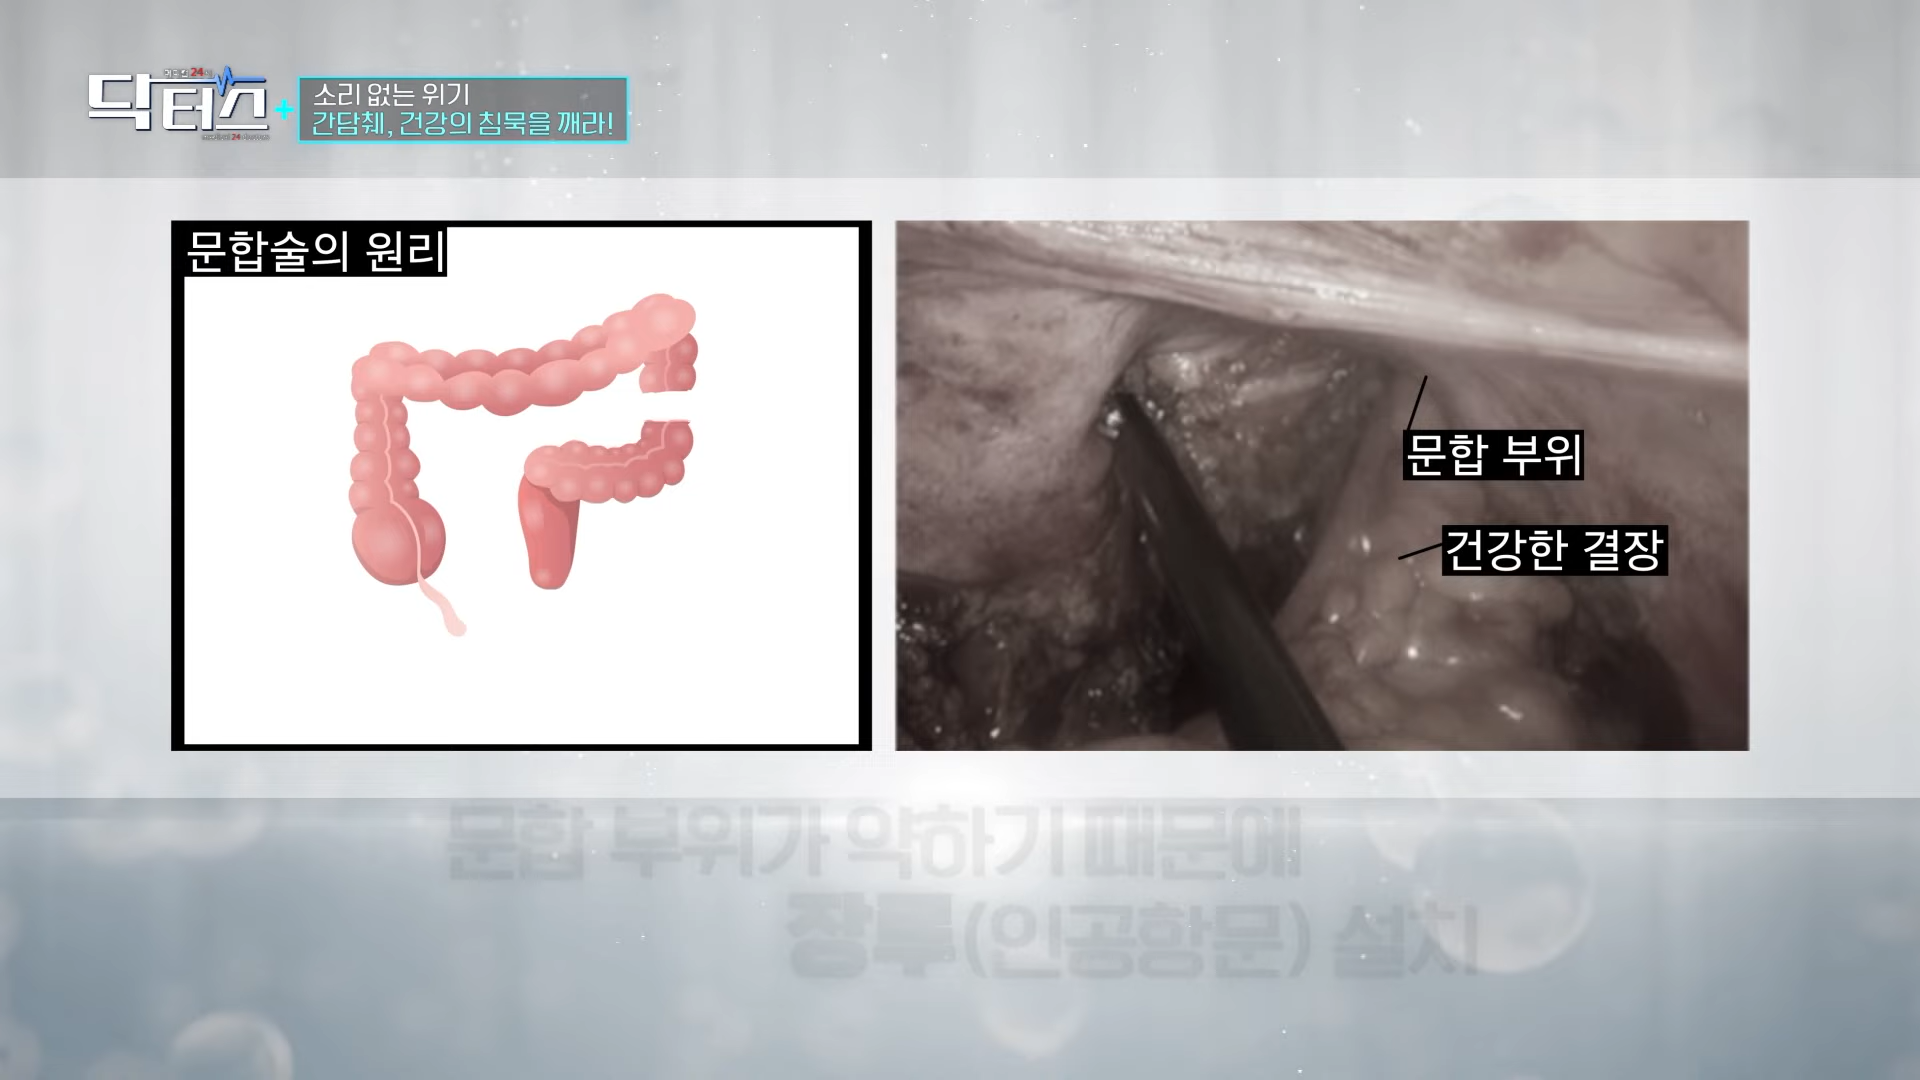 닥터스
소리 없는 위기
간담췌, 건강의 침묵을 깨라!
문합술의 원리
문합 부위
건강한 결장
문합 부위가 약하기 때문에
장루(인공항문) 설치